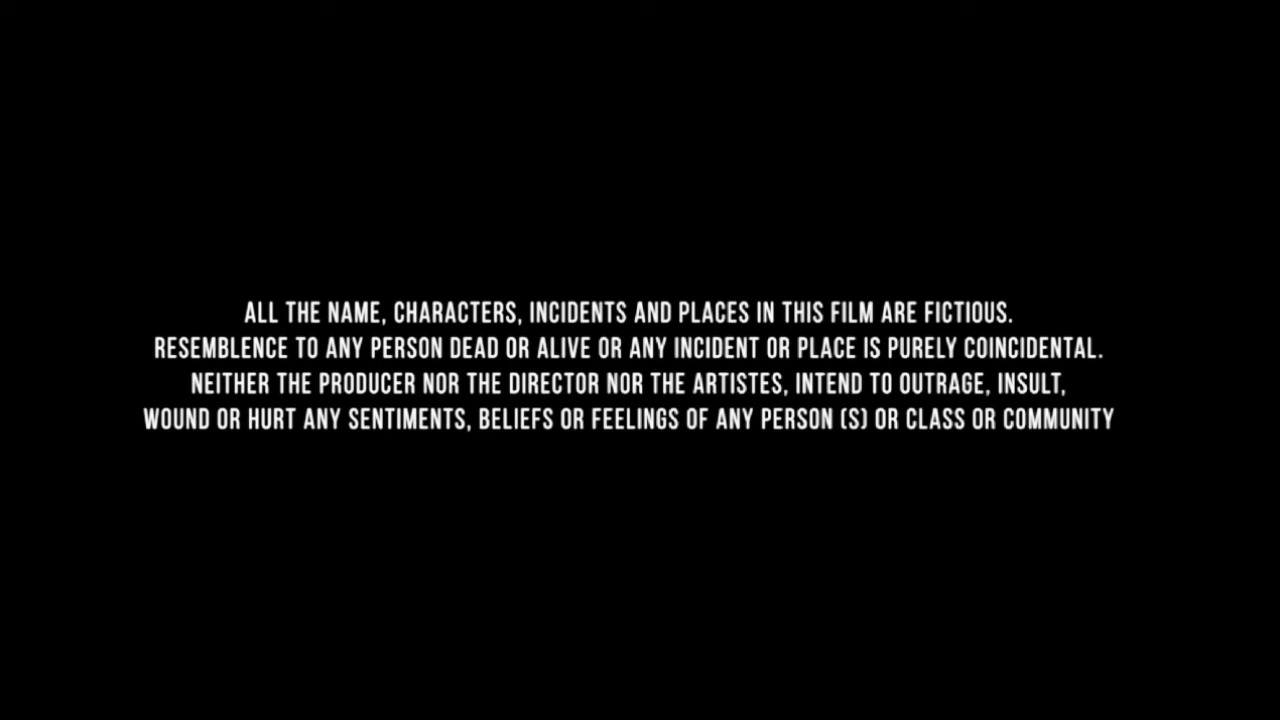 ALL THE NAME, CHARACTERS, INCIDENTS AND PLACES IN THIS FILM ARE FICTIOUS.
RESEMBLENCE TO ANY PERSON DEAD OR ALIVE OR ANY INCIDENT OR PLACE IS PURELY COINCIDENTAL.
NEITHER THE PRODUCER NOR THE DIRECTOR NOR THE ARTISTES, INTEND TO OUTRAGE, INSULT,
WOUND OR HURT ANY SENTIMENTS, BELIEFS OR FEELINGS OF ANY PERSON (S) OR CLASS OR COMMUNITY